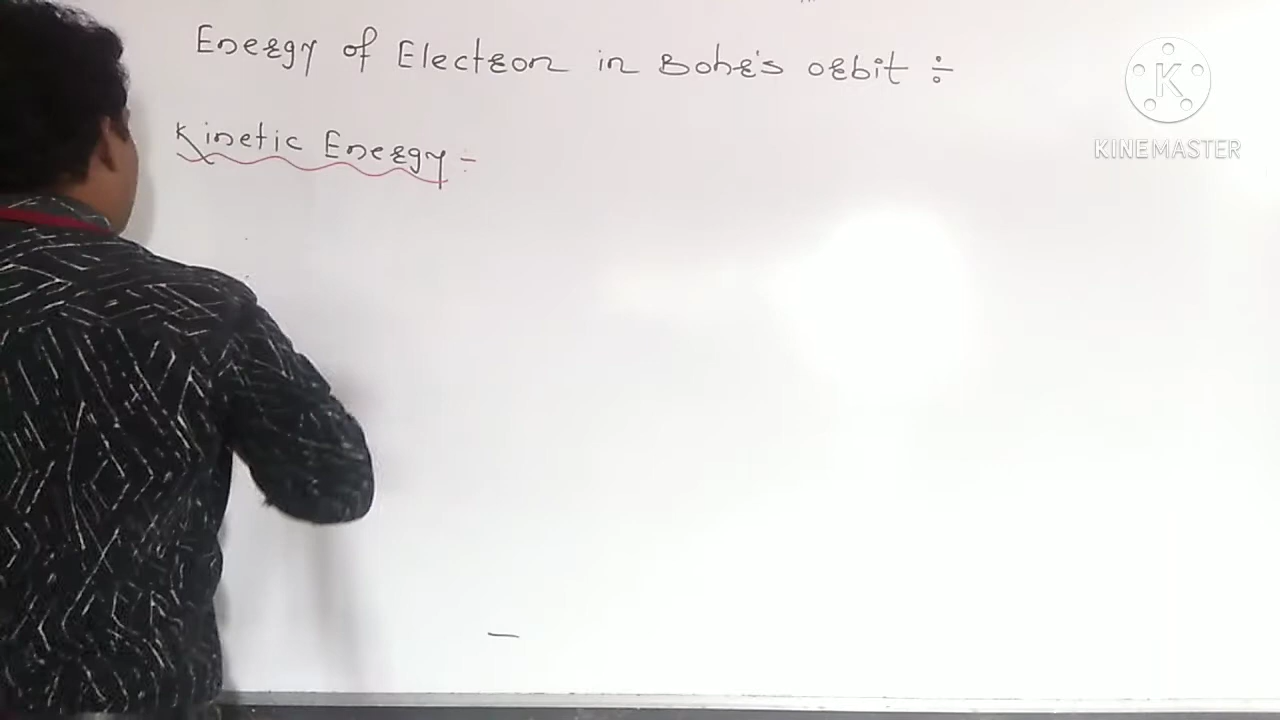 Energy of Electron in Bohr's orbit ÷
Kinetic Energy ÷
K
KINEMASTER